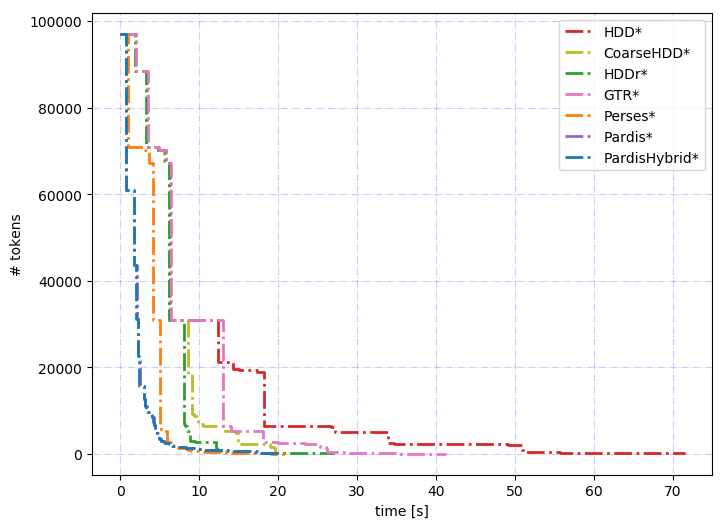 100000
80000
60000
40000
20000
0
# tokens
0 10 20 30 40 50 60 70
time [s]
HDD*
CoarseHDD*
HDDr*
GTR*
Perses*
Pardis*
PardisHybrid*